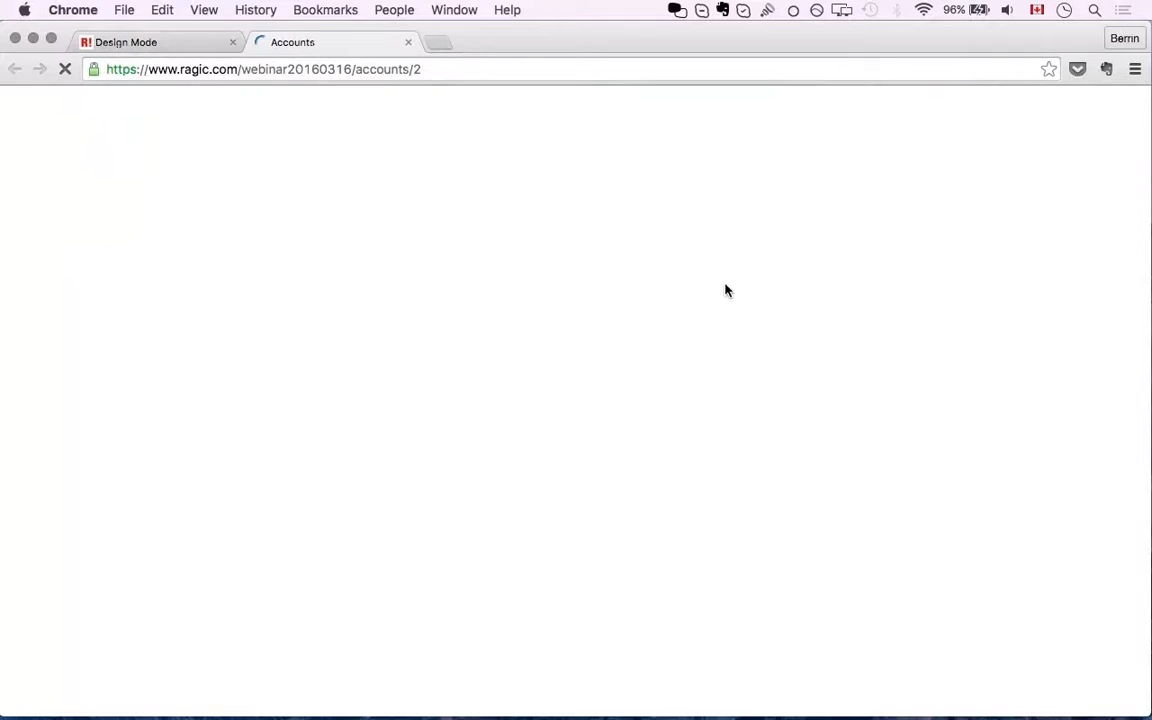 Chrome File Edit View History Bookmarks People Window Help 96%
R! Design Mode Accounts Berrin
https://www.ragic.com/webinar20160316/accounts/2